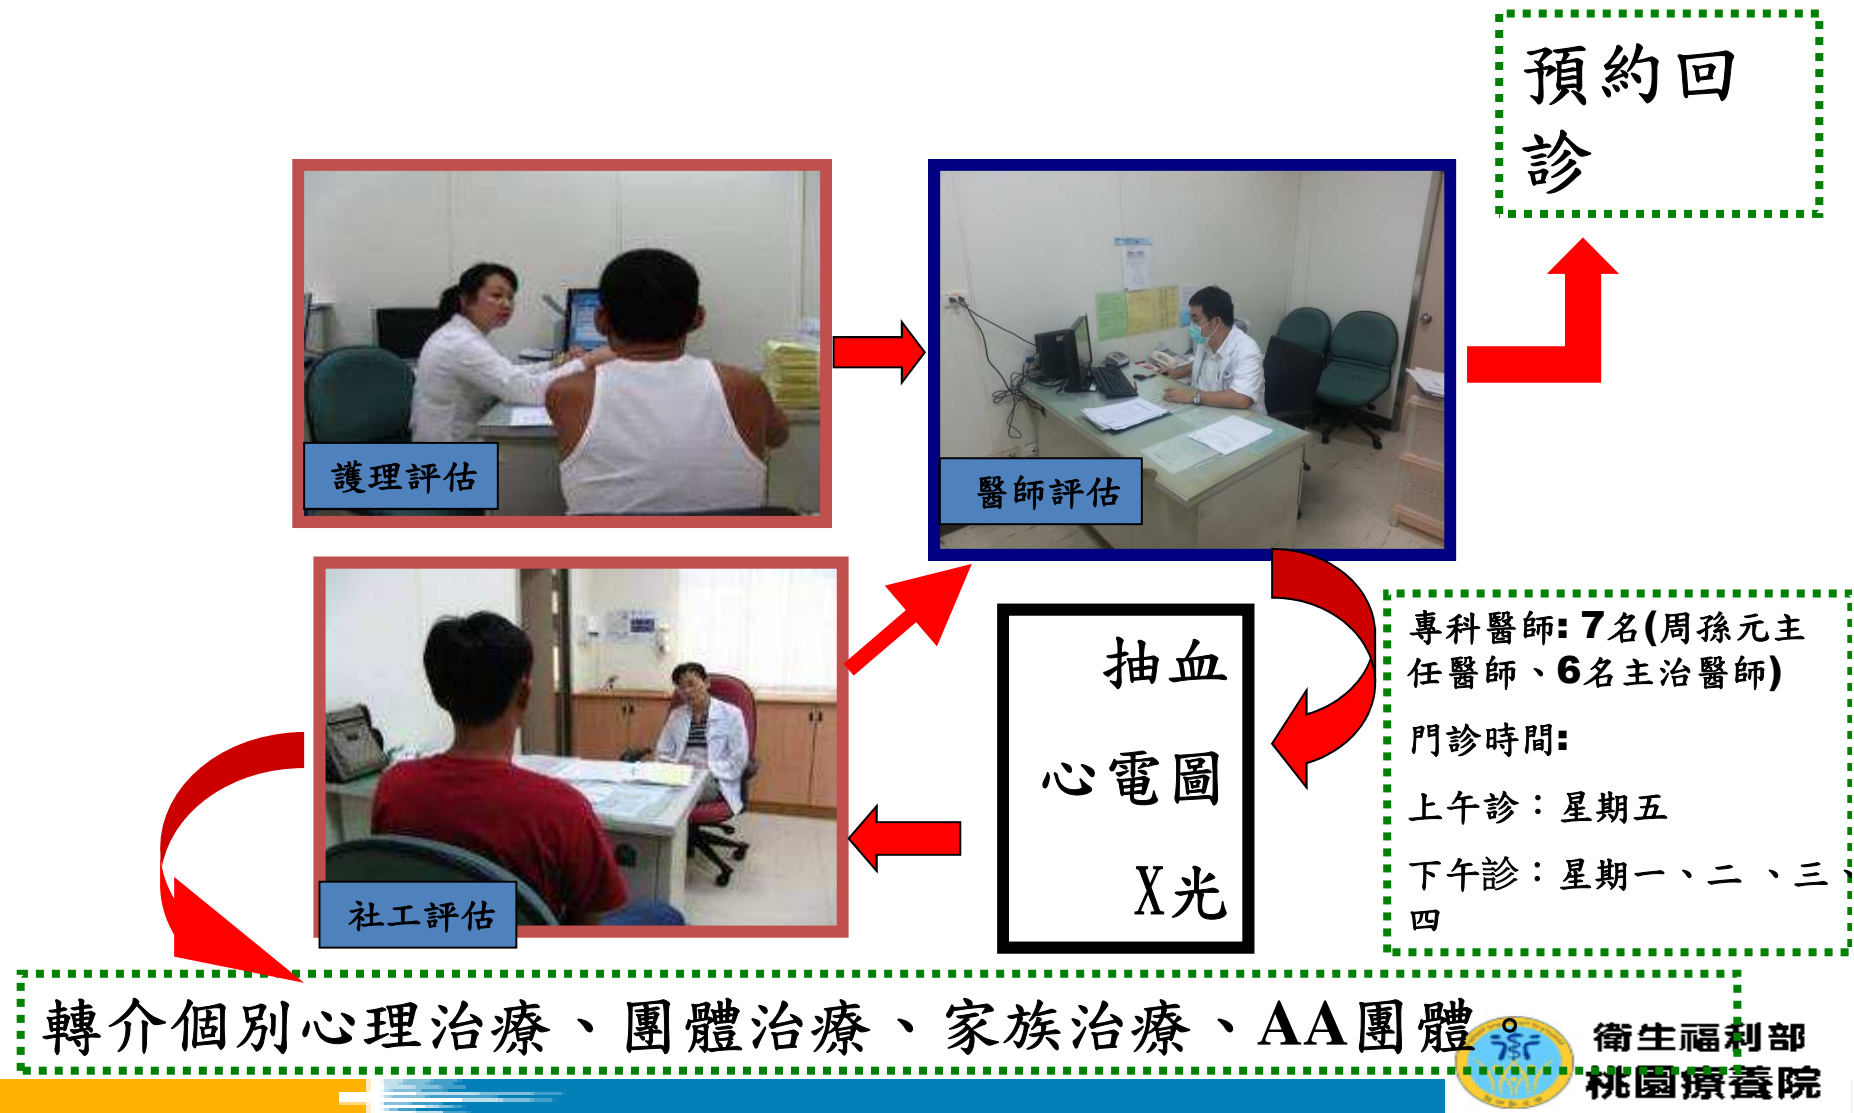 預約回
診
護理評估
醫師評估
社工評估
抽血
心電圖
X光
專科醫師: 7名(周孫元主
任醫師、6名主治醫師)
門診時間:
上午診：星期五
下午診：星期一、二、三、
四
轉介個別心理治療、團體治療、家族治療、AA團體。
衛生福利部
桃園療養院